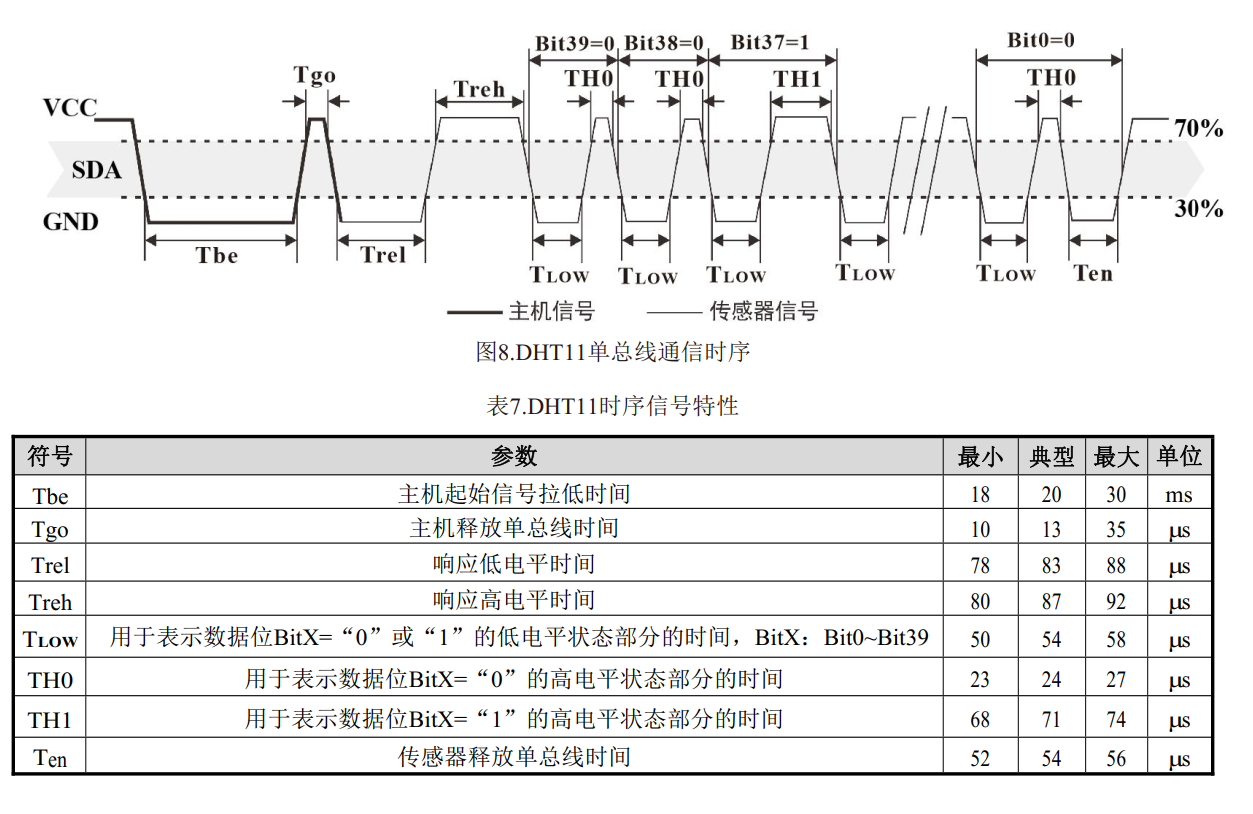 Bit39=0 Bit38=0 Bit37=1 Bit0=0
Tgo Treh TH0 TH0 TH1 TH0
VCC 70%
SDA
GND 30%
Tbe Trel TLOW TLOW TLOW TLOW TLOW Ten
主机信号 传感器信号
图8.DHT11单总线通信时序
表7.DHT11时序信号特性
符号 参数 最小 典型 最大 单位
Tbe 主机起始信号拉低时间 18 20 30 ms
Tgo 主机释放单总线时间 10 13 35 μs
Trel 响应低电平时间 78 83 88 μs
Treh 响应高电平时间 80 87 92 μs
TLOW 用于表示数据位BitX=“0”或“1”的低电平状态部分的时间，BitX：Bit0~Bit39 50 54 58 μs
TH0 用于表示数据位BitX=“0”的高电平状态部分的时间 23 24 27 μs
TH1 用于表示数据位BitX=“1”的高电平状态部分的时间 68 71 74 μs
Ten 传感器释放单总线时间 52 54 56 μs